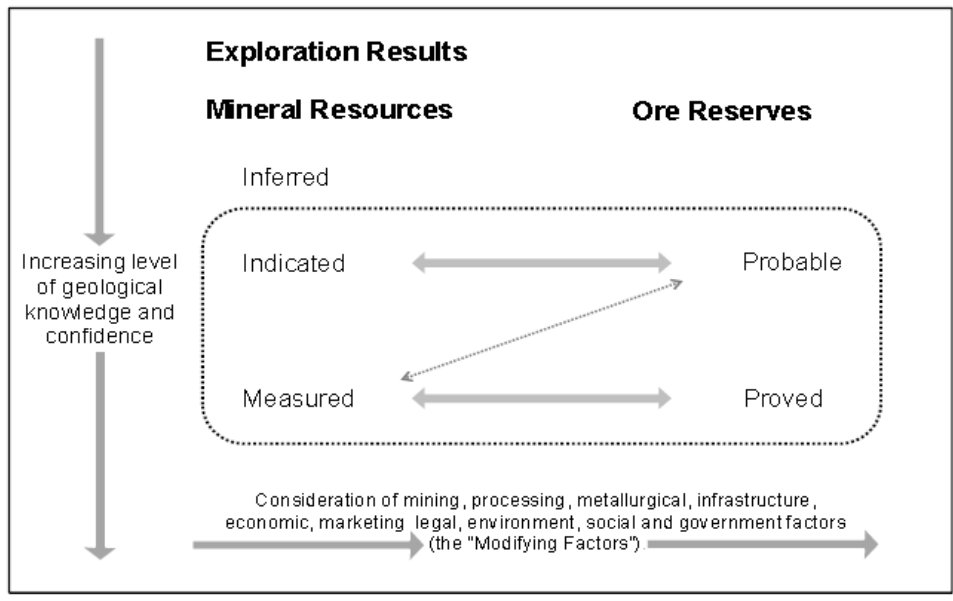 Exploration Results
Mineral Resources
Ore Reserves
Inferred
Indicated
Probable
Increasing level
of geological
knowledge and
confidence
Measured
Proved
Consideration of mining, processing, metallurgical, infrastructure,
economic, marketing legal, environment, social and government factors
(the "Modifying Factors").